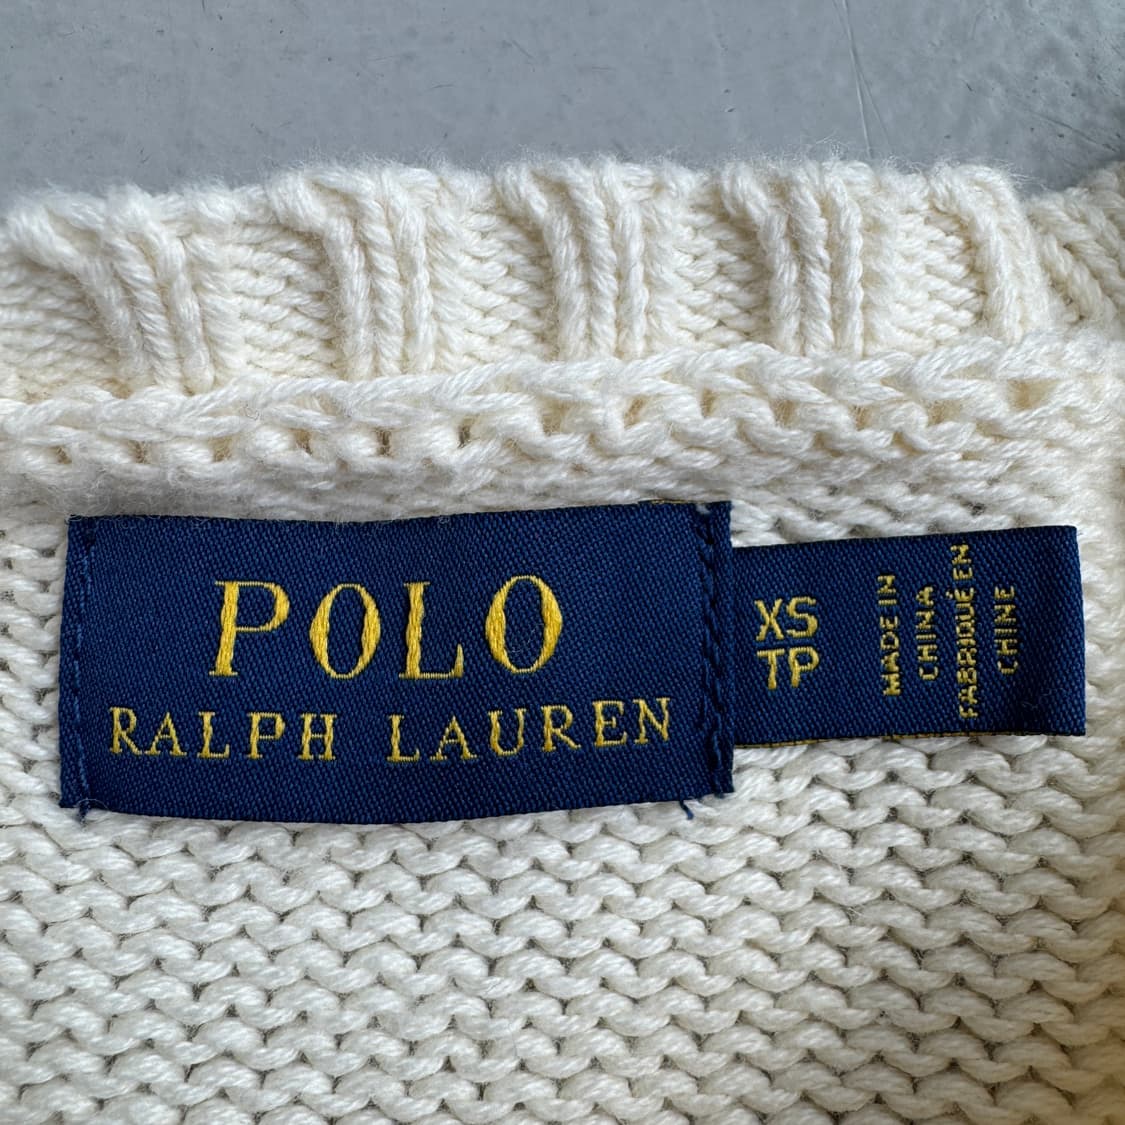 POLO
RALPH LAUREN
XS
TP
MADE IN
CHINA
FABRIQUÉ EN
CHINE